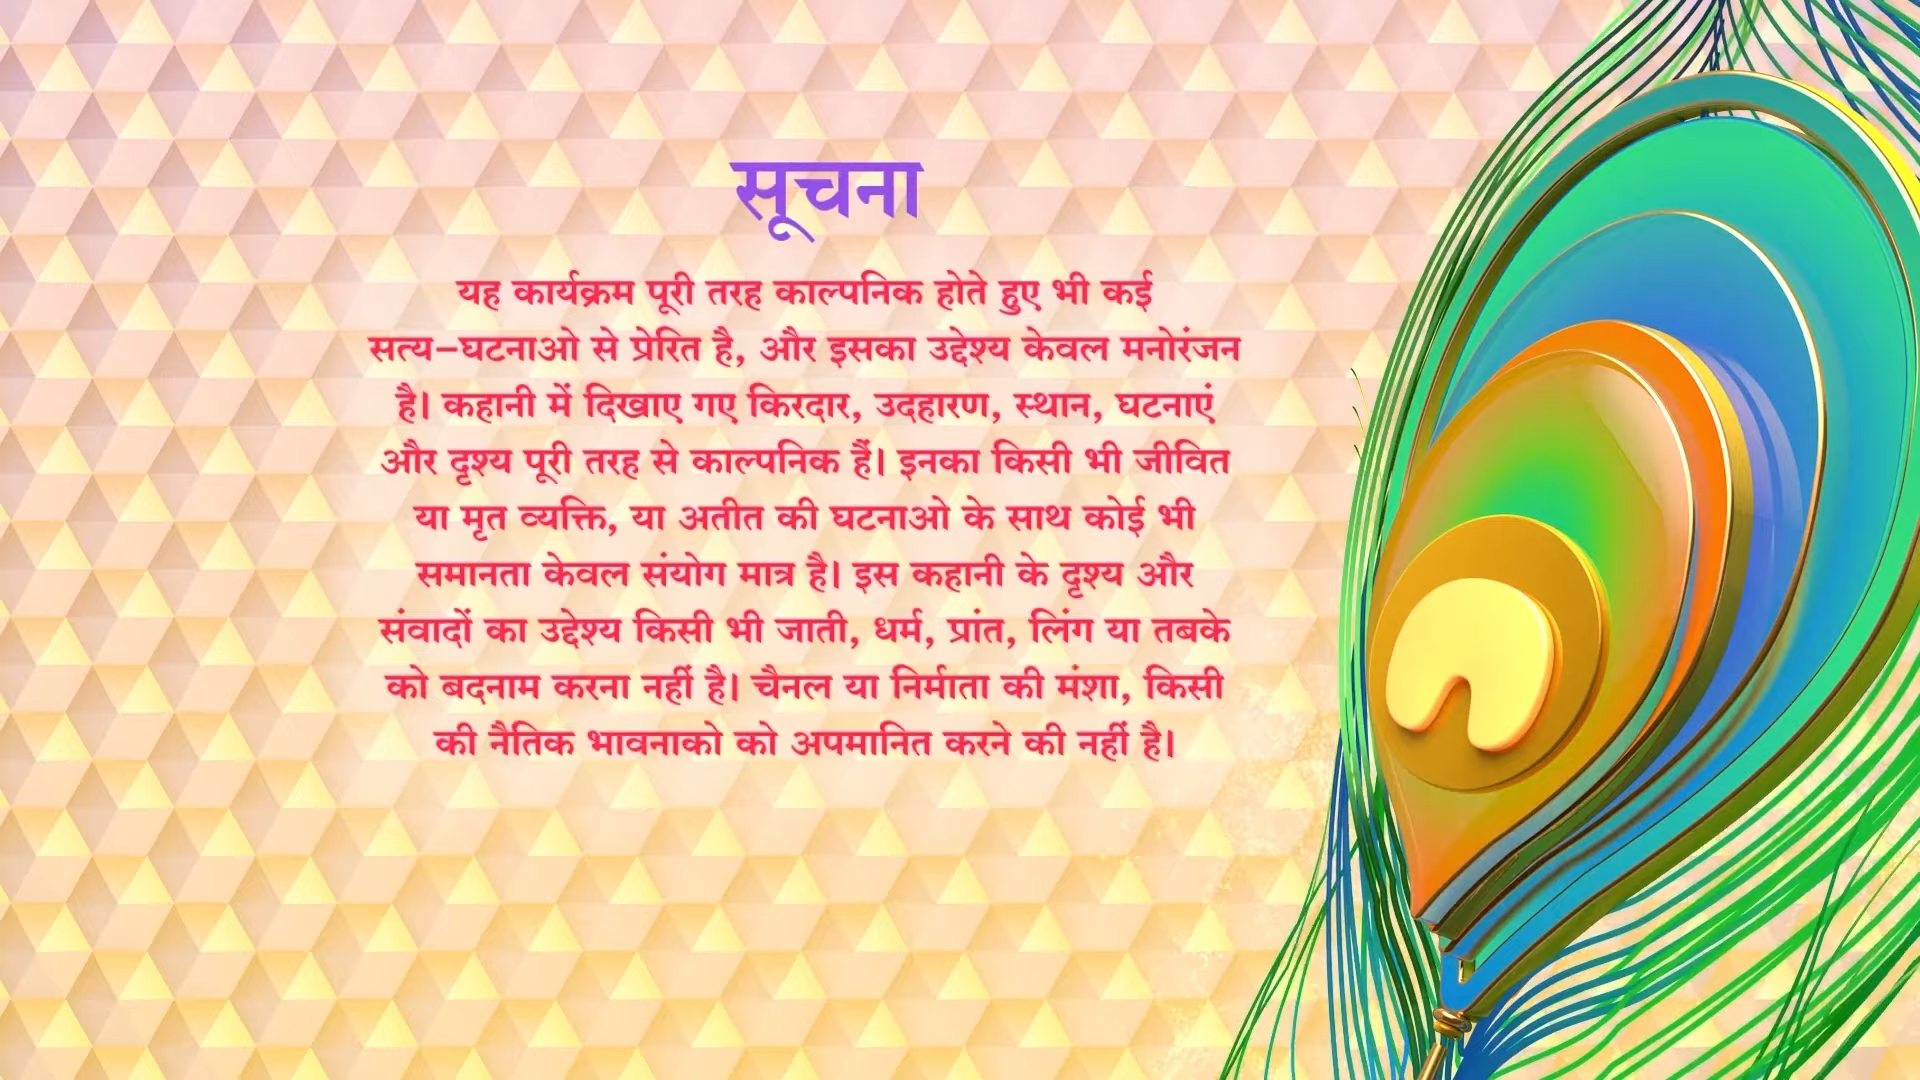 सूचना
यह कार्यक्रम पूरी तरह काल्पनिक होते हुए भी कई
सत्य–घटनाओ से प्रेरित है, और इसका उद्देश्य केवल मनोरंजन
है। कहानी में दिखाए गए किरदार, उदहारण, स्थान, घटनाएं
और दृश्य पूरी तरह से काल्पनिक हैं। इनका किसी भी जीवित
या मृत व्यक्ति, या अतीत की घटनाओ के साथ कोई भी
समानता केवल संयोग मात्र है। इस कहानी के दृश्य और
संवादों का उद्देश्य किसी भी जाती, धर्म, प्रांत, लिंग या तबके
को बदनाम करना नहीं है। चैनल या निर्माता की मंशा, किसी
की नैतिक भावनाको को अपमानित करने की नहीं है।